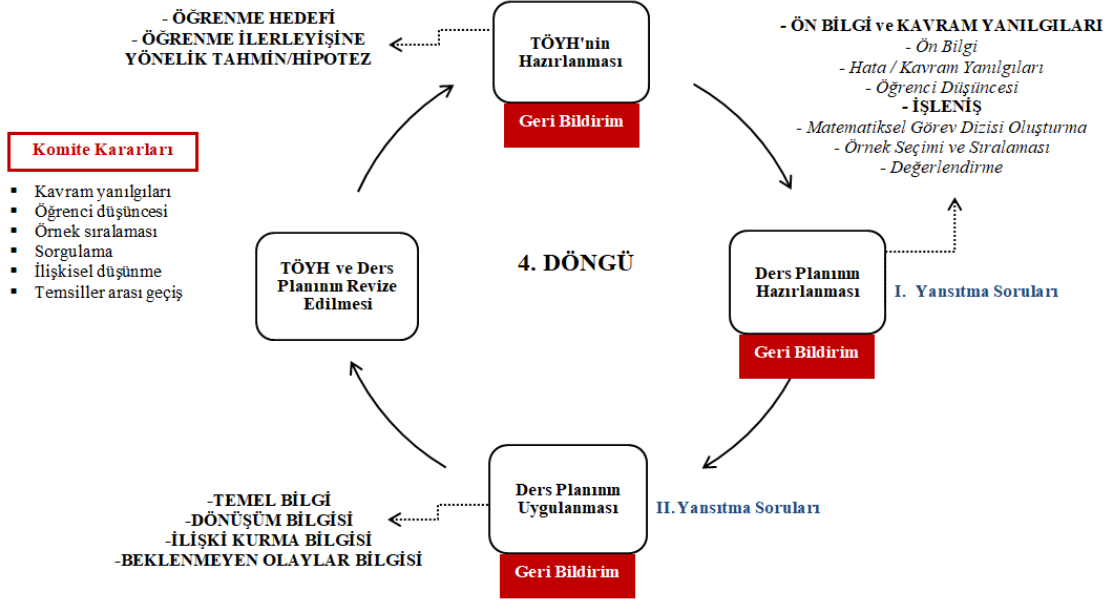 - ÖĞRENME HEDEFİ
- ÖĞRENME İLERLEYİŞİNE
YÖNELİK TAHMİN/HİPOTEZ
TÖYH'nin
Hazırlanması
Geri Bildirim
- ÖN BİLGİ ve KAVRAM YANILGILARI
- Ön Bilgi
- Hata / Kavram Yanılgıları
- Öğrenci Düşüncesi
- İŞLENİŞ
- Matematiksel Görev Dizisi Oluşturma
- Örnek Seçimi ve Sıralaması
- Değerlendirme
Komite Kararları
▪ Kavram yanılgıları
▪ Öğrenci düşüncesi
▪ Örnek sıralaması
▪ Sorgulama
▪ İlişkisel düşünme
▪ Temsiller arası geçiş
TÖYH ve Ders
Planının Revize
Edilmesi
4. DÖNGÜ
Ders Planının
Hazırlanması
I. Yansıtma Soruları
Geri Bildirim
Ders Planının
Uygulanması
II. Yansıtma Soruları
Geri Bildirim
-TEMEL BİLGİ
-DÖNÜŞÜM BİLGİSİ
-İLİŞKİ KURMA BİLGİSİ
-BEKLENMEYEN OLAYLAR BİLGİSİ